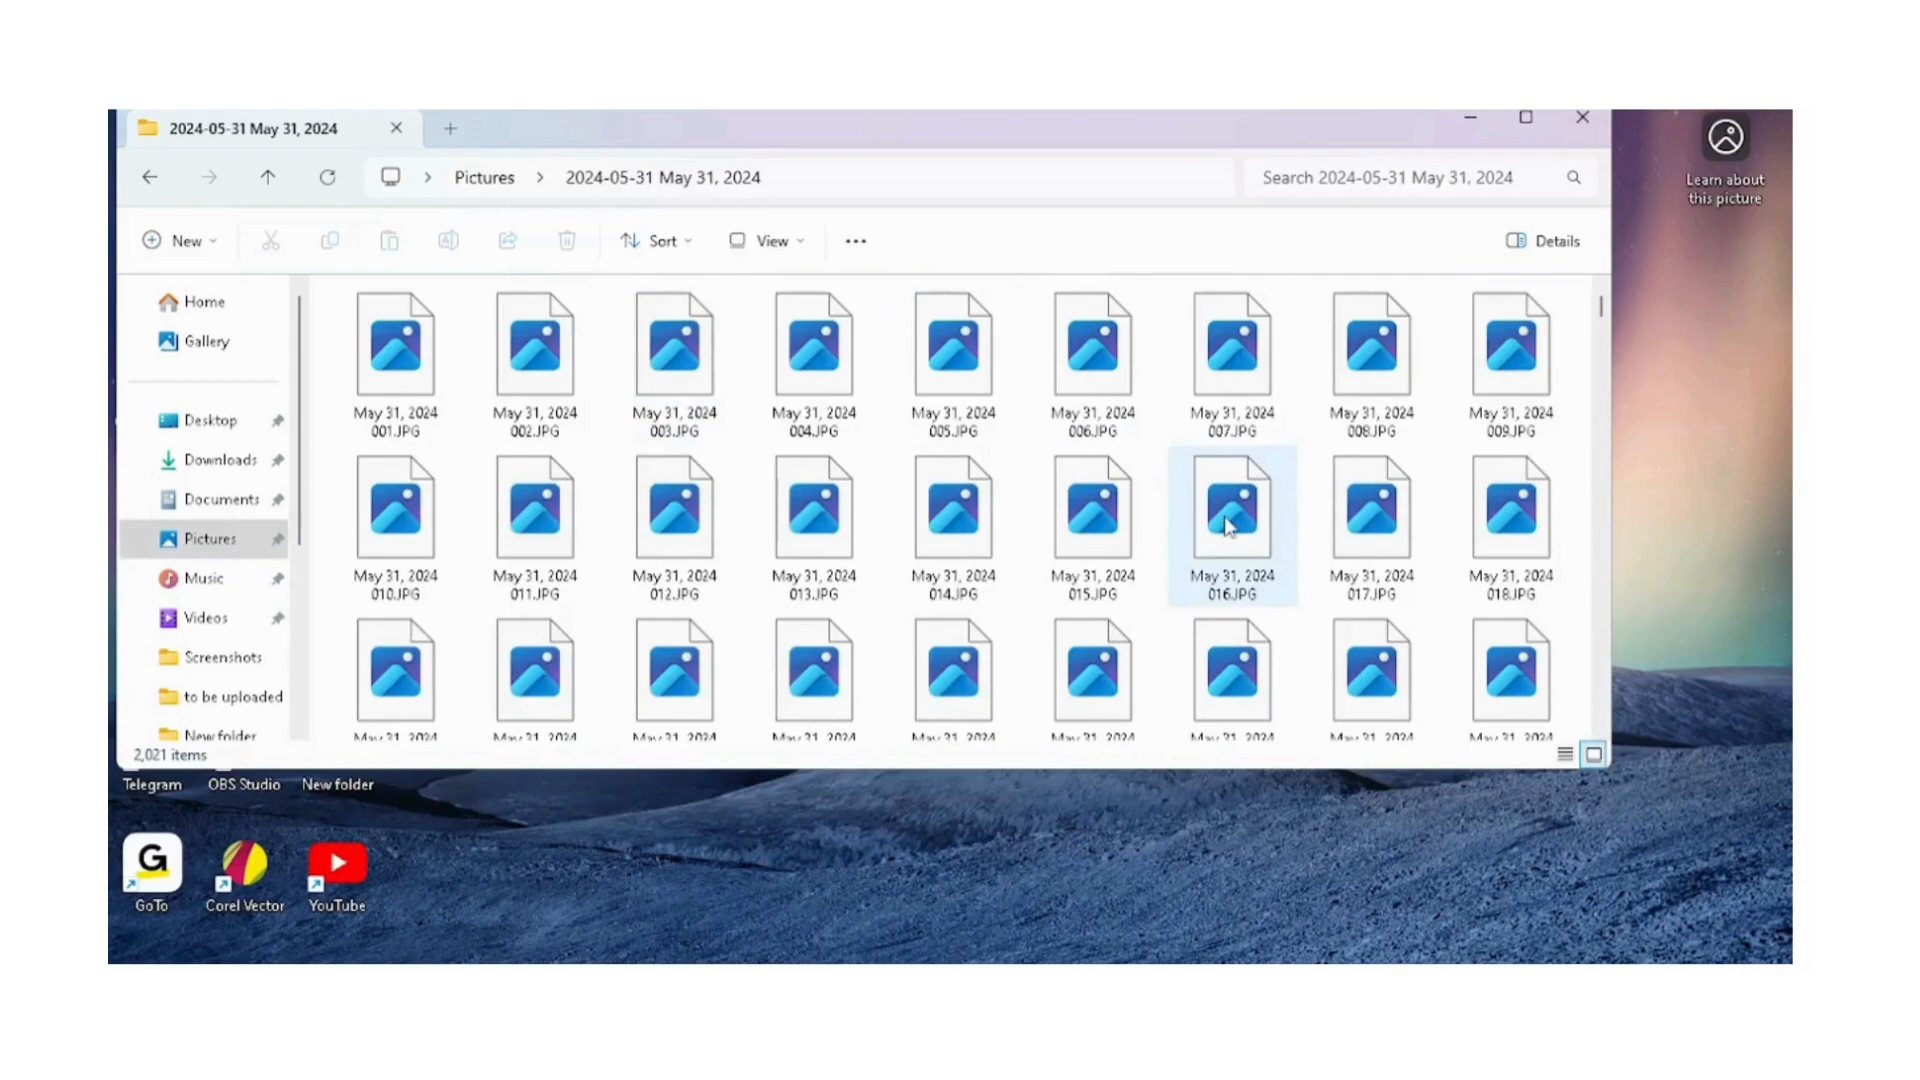 2024-05-31 May 31, 2024
Learn about
this picture
Pictures
2024-05-31 May 31, 2024
Search 2024-05-31 May 31, 2024
New
Sort
View
Details
Home
Gallery
Desktop
Downloads
Documents
Pictures
Music
Videos
Screenshots
to be uploaded
New folder
May 31, 2024
001.JPG
May 31, 2024
002.JPG
May 31, 2024
003.JPG
May 31, 2024
004.JPG
May 31, 2024
005.JPG
May 31, 2024
006.JPG
May 31, 2024
007.JPG
May 31, 2024
008.JPG
May 31, 2024
009.JPG
May 31, 2024
010.JPG
May 31, 2024
011.JPG
May 31, 2024
012.JPG
May 31, 2024
013.JPG
May 31, 2024
014.JPG
May 31, 2024
015.JPG
May 31, 2024
016.JPG
May 31, 2024
017.JPG
May 31, 2024
018.JPG
May 31, 2024
May 31, 2024
May 31, 2024
May 31, 2024
May 31, 2024
May 31, 2024
May 31, 2024
May 31, 2024
May 31, 2024
2,021 items
Telegram
OBS Studio
New folder
G
GoTo
Corel Vector
YouTube